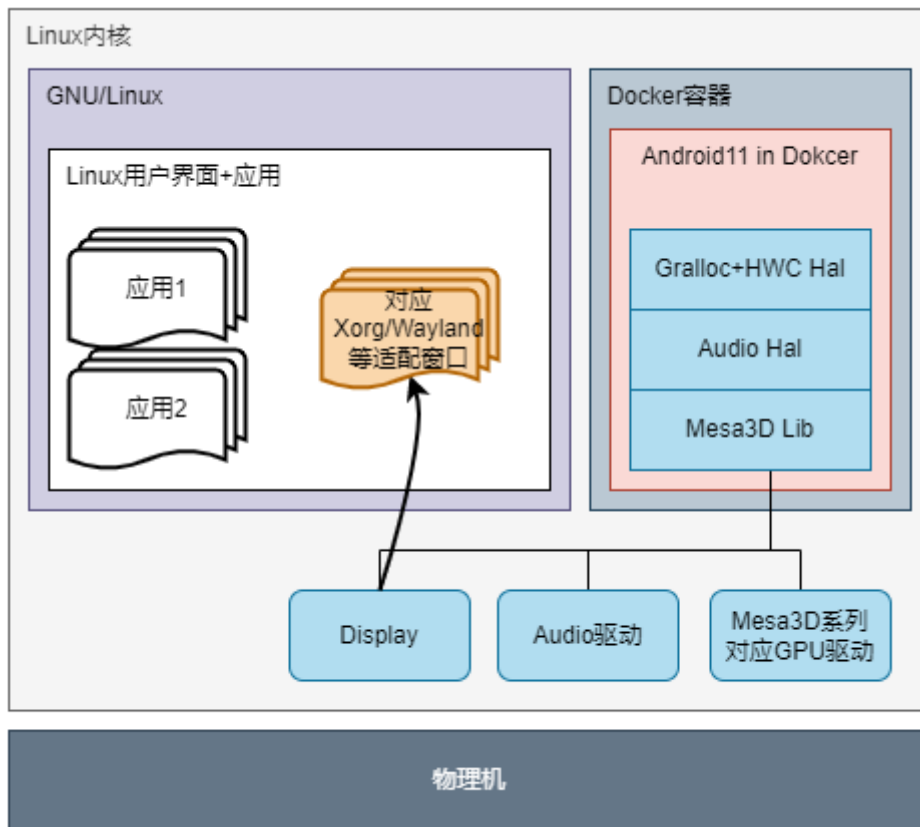 Linux内核
GNU/Linux
Linux用户界面+应用
应用1
应用2
对应
Xorg/Wayland
等适配窗口
Docker容器
Android11 in Dokcer
Gralloc+HWC Hal
Audio Hal
Mesa3D Lib
Display
Audio驱动
Mesa3D系列
对应GPU驱动
物理机